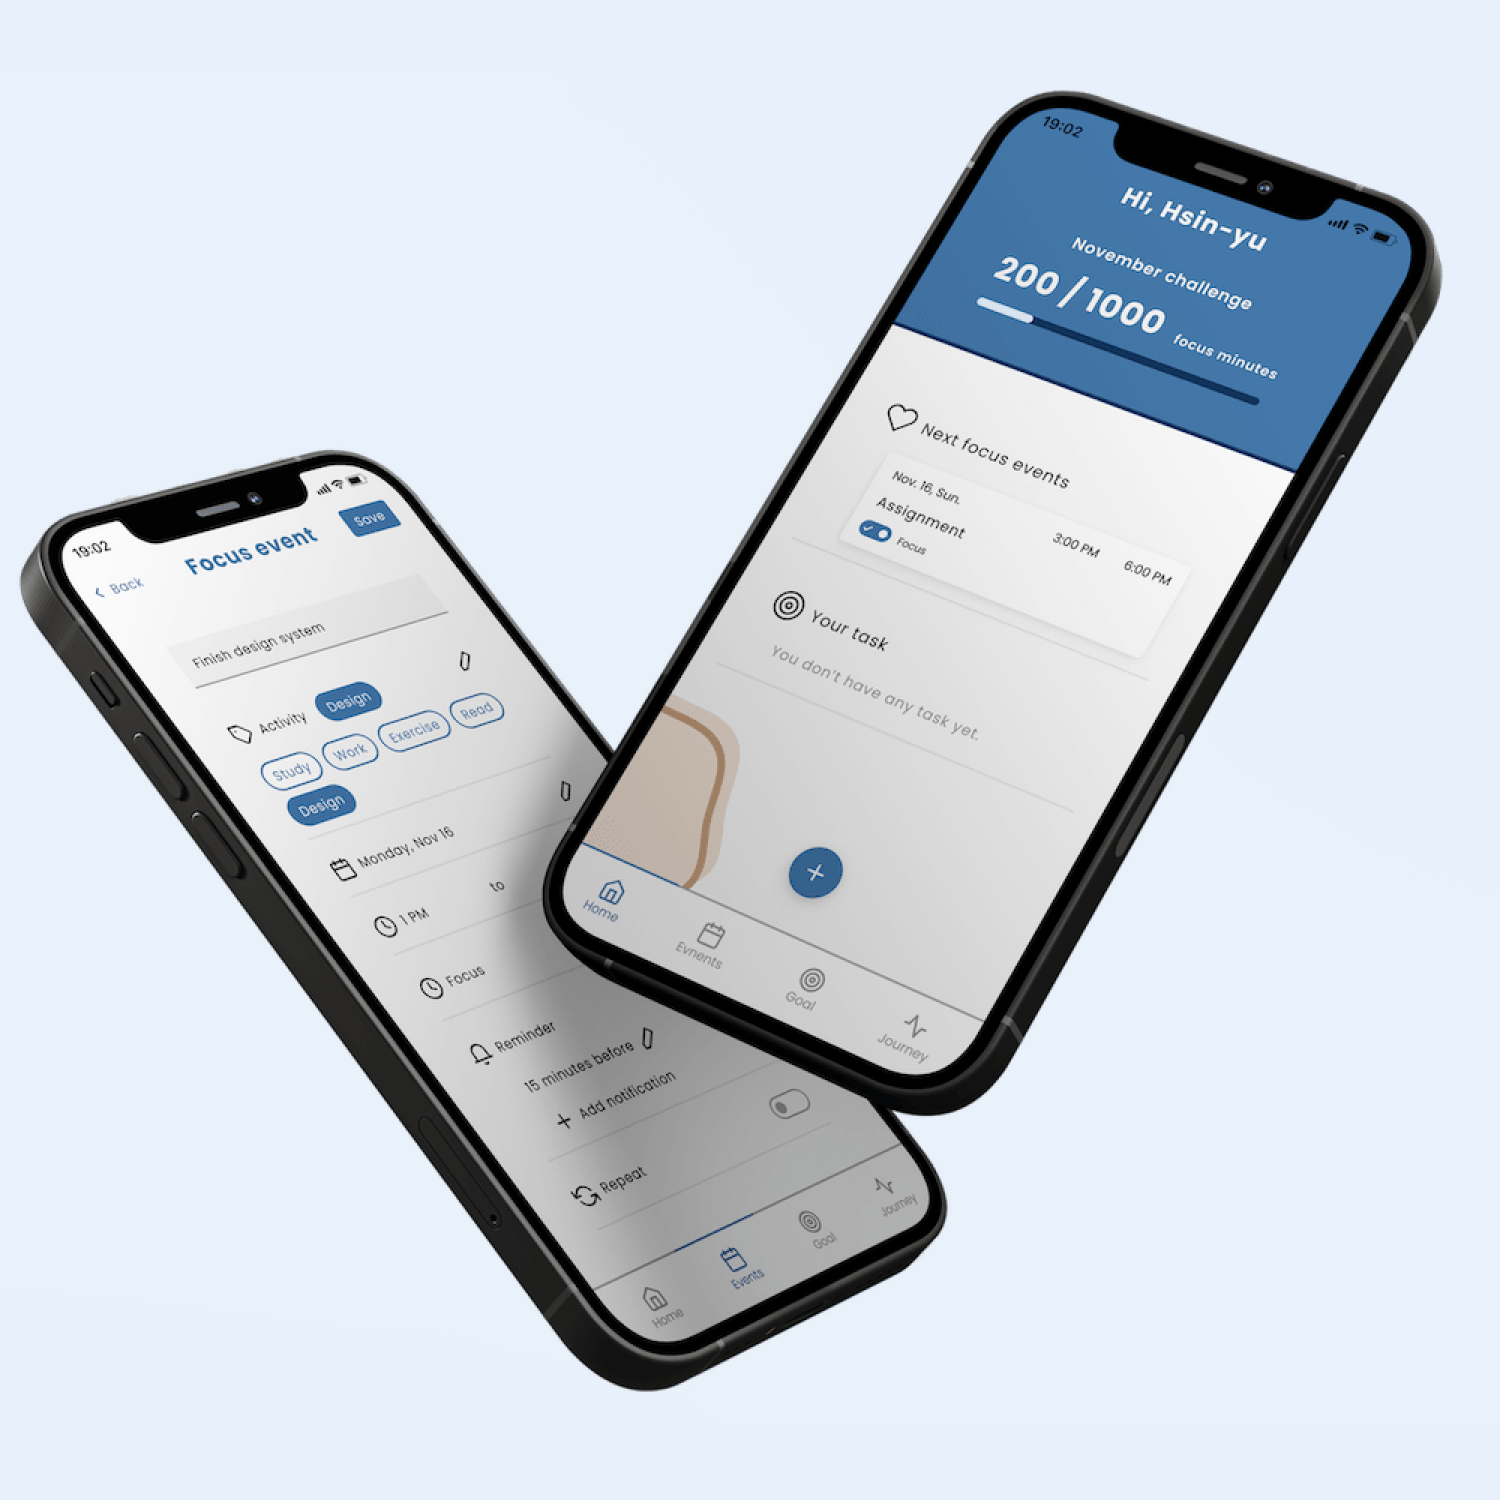 19:02
Back
Focus event
Save
Finish design system
Activity
Design
Study
Work
Exercise
Read
Design
Monday, Nov 16
1 PM
to
Focus
Reminder
15 minutes before
Add notification
Repeat
Home
Events
Goal
Journey
19:02
Hi, Hsin-yu
November challenge
200 / 1000
focus minutes
Next focus events
Nov. 16, Sun.
Assignment
3:00 PM
6:00 PM
Focus
Your task
You don't have any task yet.
Home
Evnents
Goal
Journey